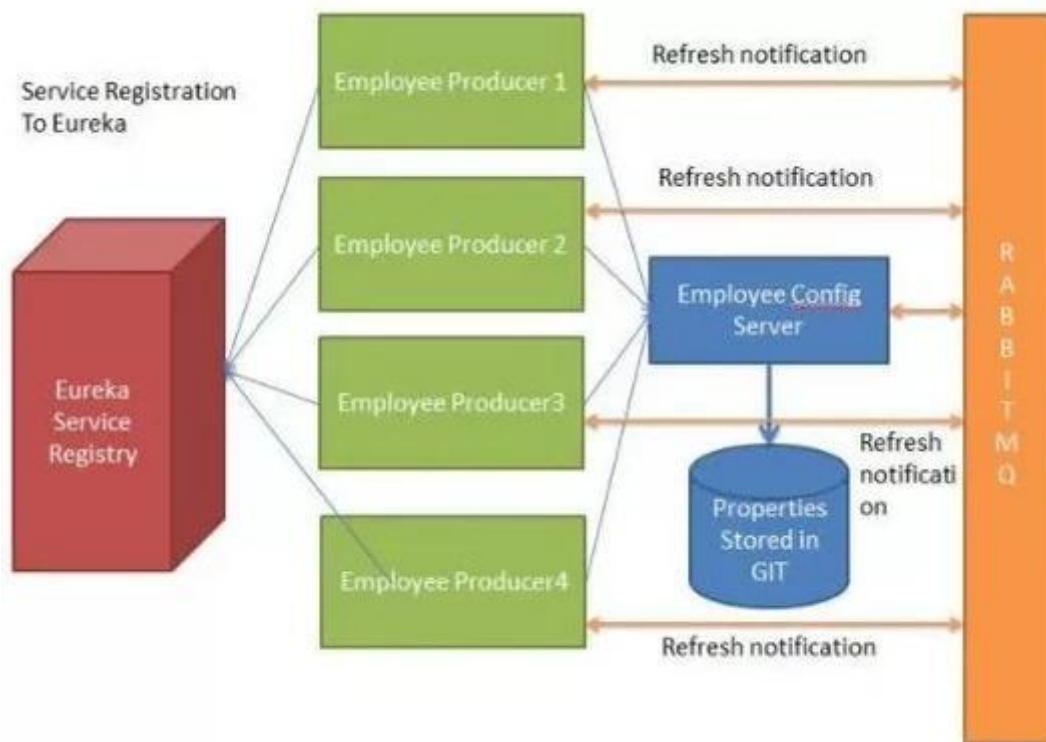 Service Registration
To Eureka
Eureka
Service
Registry
Employee Producer 1
Employee Producer 2
Employee Producer3
Employee Producer4
Refresh notification
Refresh notification
Employee Config
Server
Refresh
notificati
on
Properties
Stored in
GIT
Refresh notification
R
A
B
B
I
T
M
Q